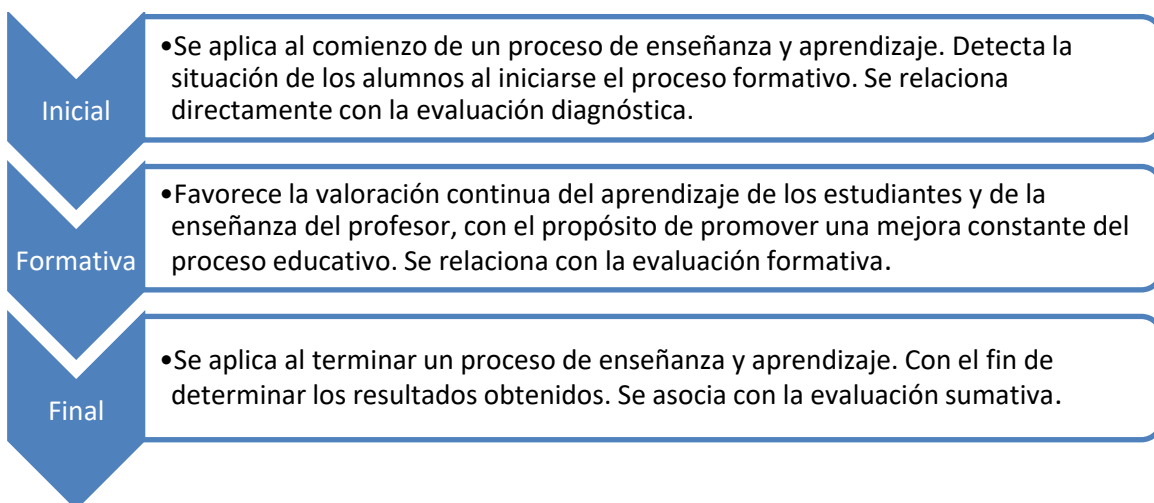 Inicial
•Se aplica al comienzo de un proceso de enseñanza y aprendizaje. Detecta la
situación de los alumnos al iniciarse el proceso formativo. Se relaciona
directamente con la evaluación diagnóstica.
Formativa
•Favorece la valoración continua del aprendizaje de los estudiantes y de la
enseñanza del profesor, con el propósito de promover una mejora constante del
proceso educativo. Se relaciona con la evaluación formativa.
Final
•Se aplica al terminar un proceso de enseñanza y aprendizaje. Con el fin de
determinar los resultados obtenidos. Se asocia con la evaluación sumativa.